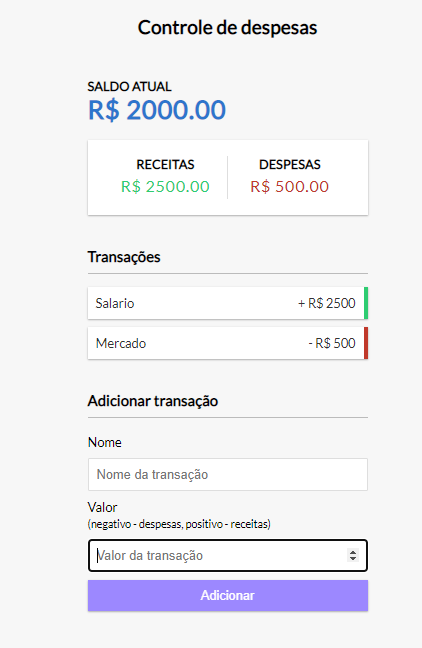 Controle de despesas
SALDO ATUAL
R$ 2000.00
RECEITAS
R$ 2500.00
DESPESAS
R$ 500.00
Transações
Salario + R$ 2500
Mercado - R$ 500
Adicionar transação
Nome
Nome da transação
Valor
(negativo - despesas, positivo - receitas)
Valor da transação
Adicionar